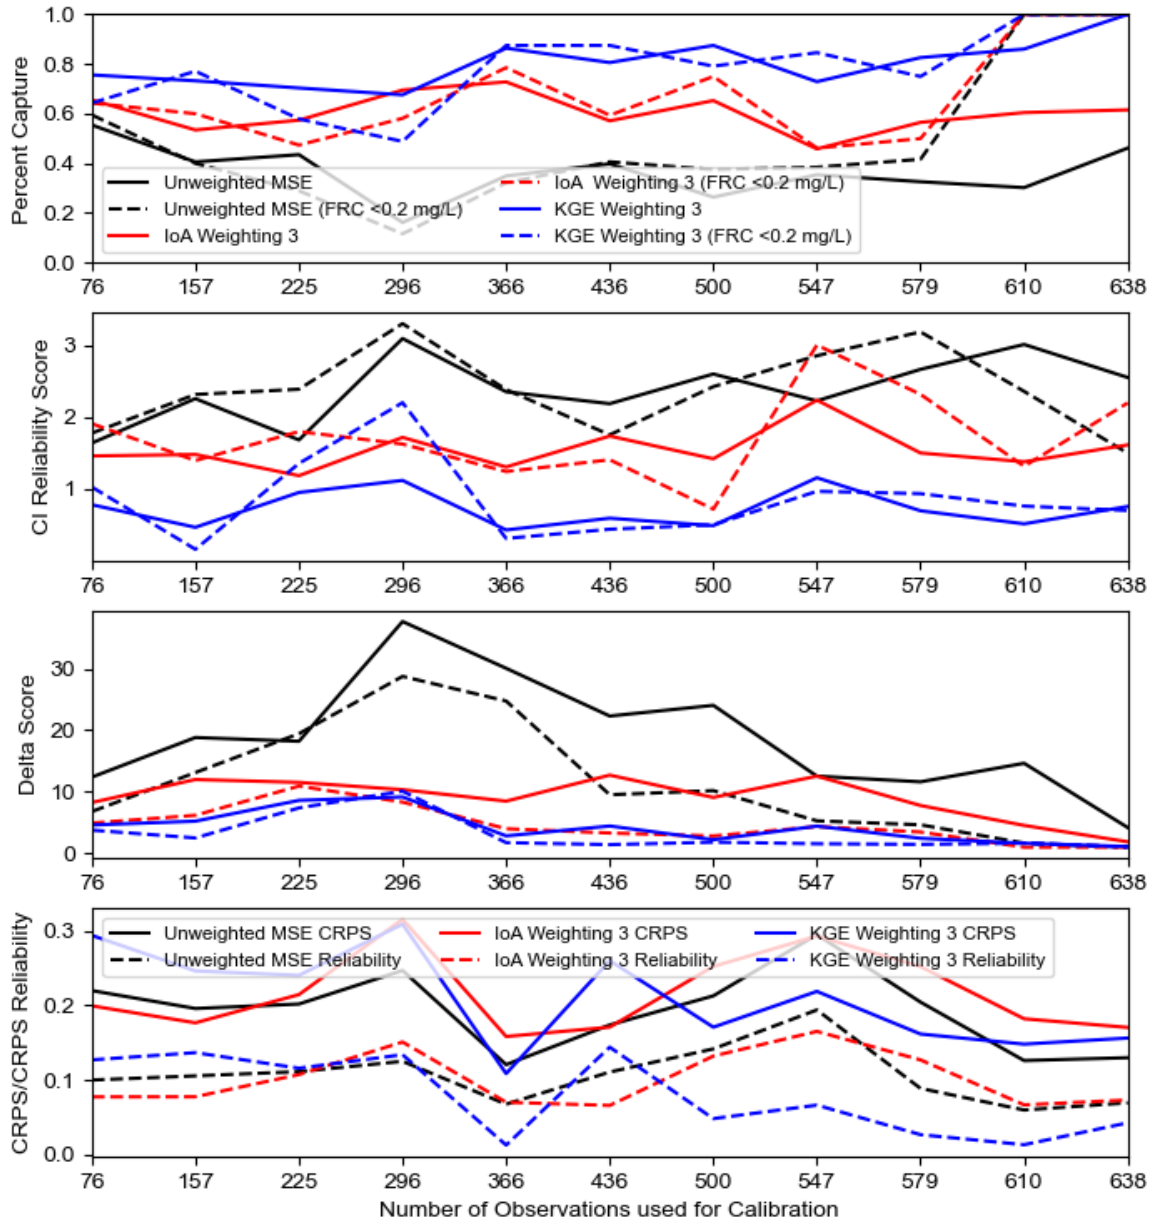 Percent Capture
1.0
0.8
0.6
0.4
0.2
0.0
Unweighted MSE
Unweighted MSE (FRC <0.2 mg/L)
IoA Weighting 3
IoA  Weighting 3 (FRC <0.2 mg/L)
KGE Weighting 3
KGE Weighting 3 (FRC <0.2 mg/L)
76 157 225 296 366 436 500 547 579 610 638
CI Reliability Score
3
2
1
76 157 225 296 366 436 500 547 579 610 638
Delta Score
30
20
10
0
76 157 225 296 366 436 500 547 579 610 638
CRPS/CRPS Reliability
0.3
0.2
0.1
0.0
Unweighted MSE CRPS
Unweighted MSE Reliability
IoA Weighting 3 CRPS
IoA Weighting 3 Reliability
KGE Weighting 3 CRPS
KGE Weighting 3 Reliability
76 157 225 296 366 436 500 547 579 610 638
Number of Observations used for Calibration